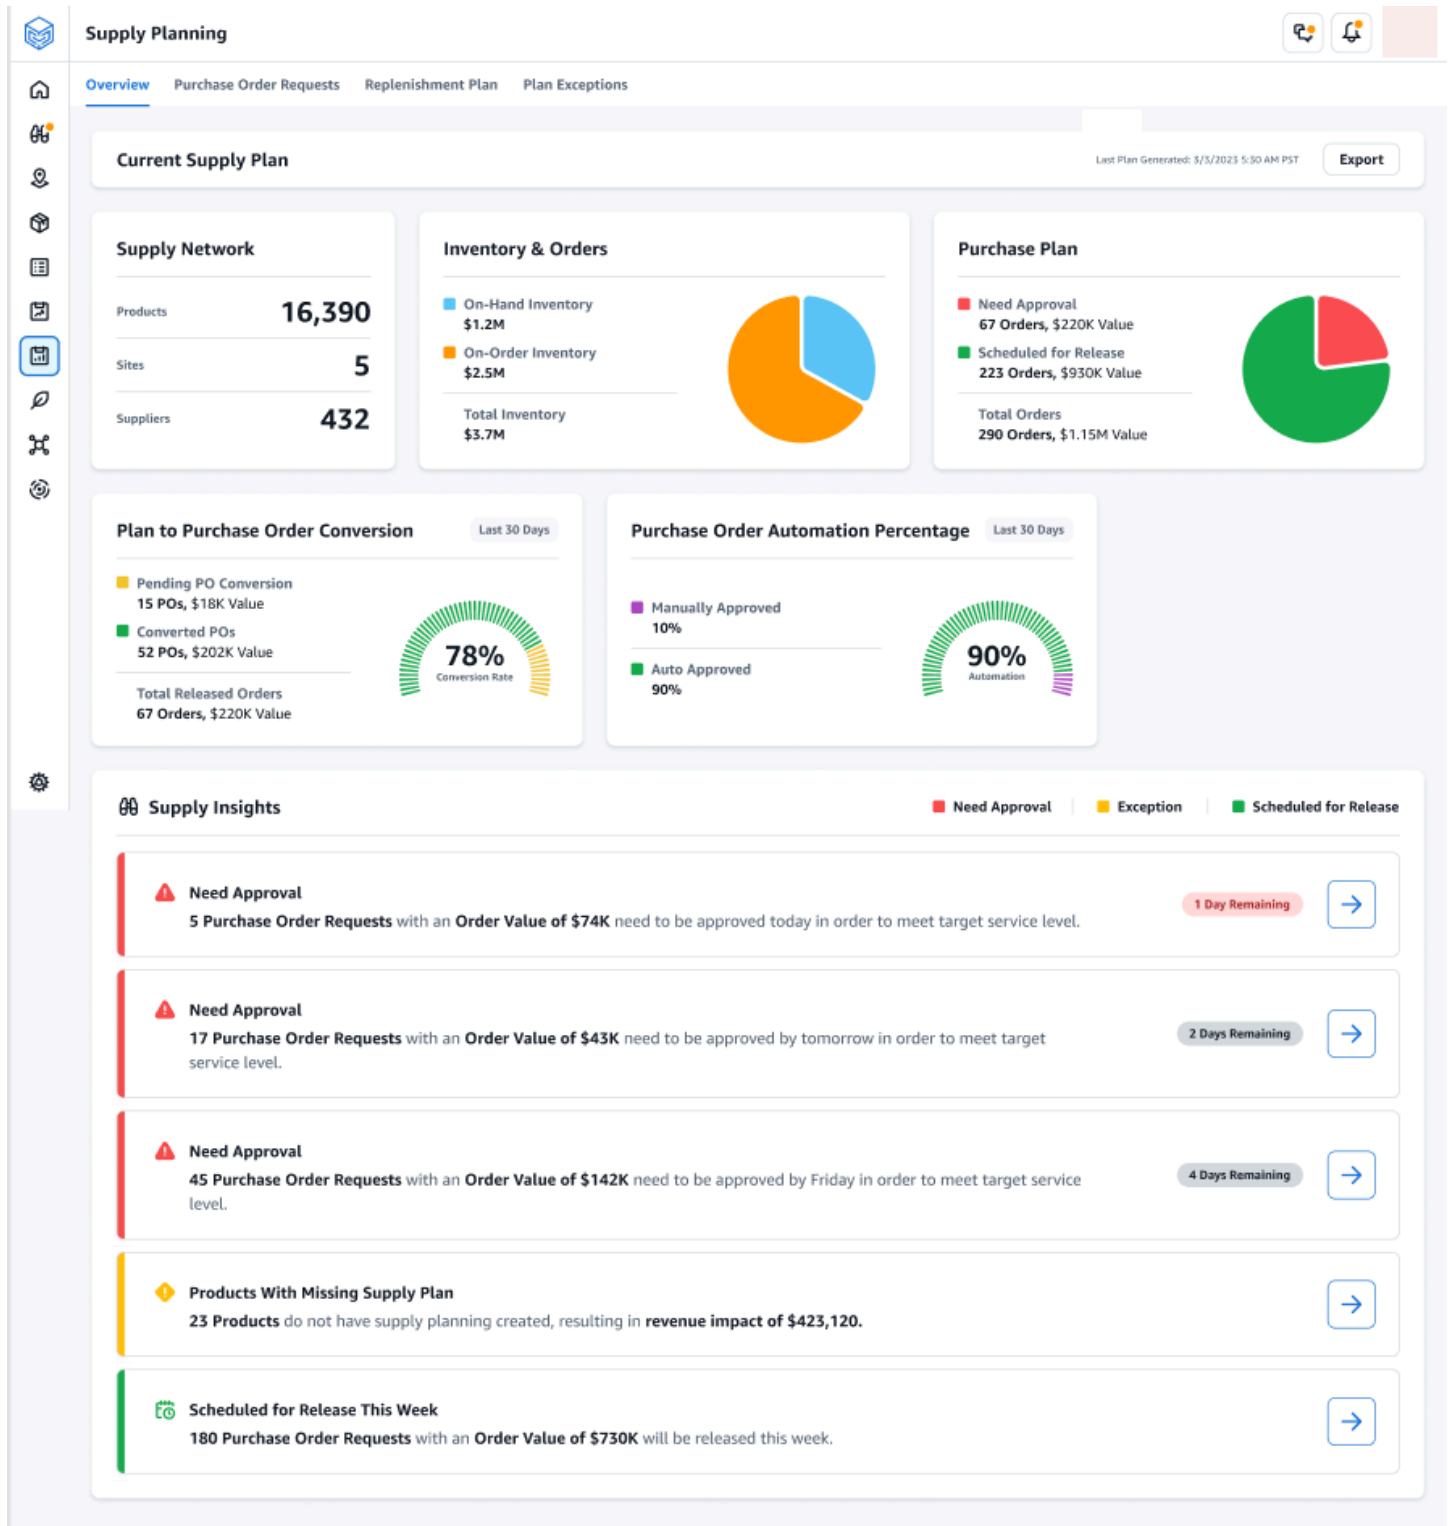 Supply Planning
Overview Purchase Order Requests Replenishment Plan Plan Exceptions
Current Supply Plan
Last Plan Generated: 3/3/2023 5:30 AM PST
Export
Supply Network
Products 16,390
Sites 5
Suppliers 432
Inventory & Orders
On-Hand Inventory
$1.2M
On-Order Inventory
$2.5M
Total Inventory
$3.7M
Purchase Plan
Need Approval
67 Orders, $220K Value
Scheduled for Release
223 Orders, $930K Value
Total Orders
290 Orders, $1.15M Value
Plan to Purchase Order Conversion
Last 30 Days
Pending PO Conversion
15 POs, $18K Value
Converted POs
52 POs, $202K Value
Total Released Orders
67 Orders, $220K Value
78%
Conversion Rate
Purchase Order Automation Percentage
Last 30 Days
Manually Approved
10%
Auto Approved
90%
90%
Automation
Supply Insights
Need Approval
Exception
Scheduled for Release
Need Approval
5 Purchase Order Requests with an Order Value of $74K need to be approved today in order to meet target service level.
1 Day Remaining
Need Approval
17 Purchase Order Requests with an Order Value of $43K need to be approved by tomorrow in order to meet target
service level.
2 Days Remaining
Need Approval
45 Purchase Order Requests with an Order Value of $142K need to be approved by Friday in order to meet target service
level.
4 Days Remaining
Products With Missing Supply Plan
23 Products do not have supply planning created, resulting in revenue impact of $423,120.
Scheduled for Release This Week
180 Purchase Order Requests with an Order Value of $730K will be released this week.